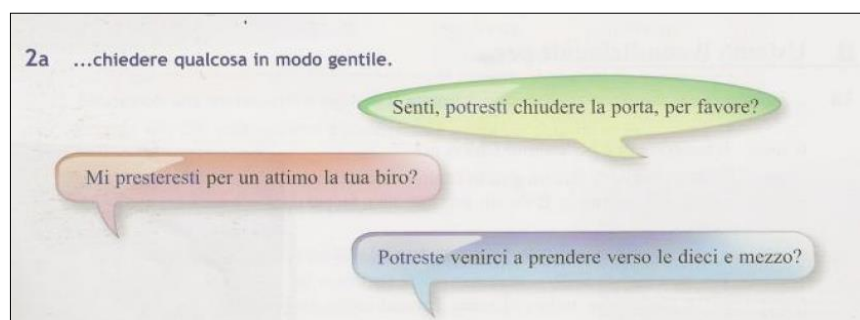 2a ...chiedere qualcosa in modo gentile.
Senti, potresti chiudere la porta, per favore?
Mi presteresti per un attimo la tua biro?
Potreste venirci a prendere verso le dieci e mezzo?